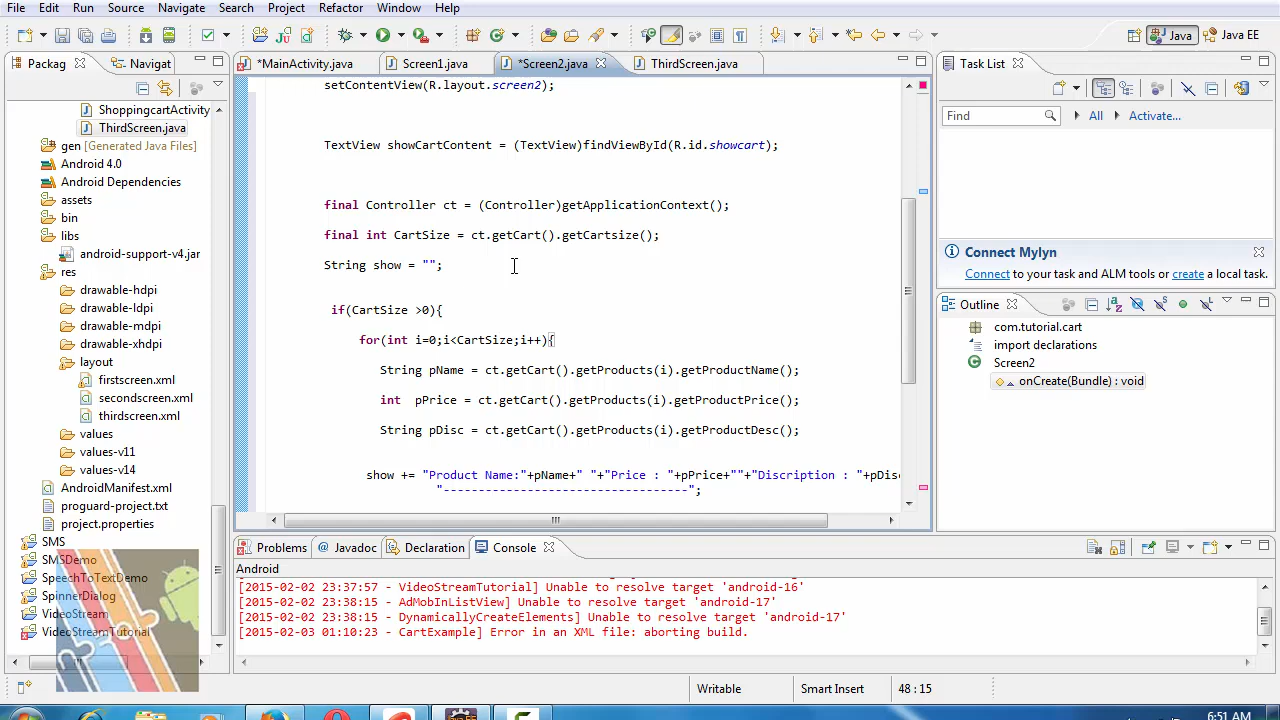 File Edit Run Source Navigate Search Project Refactor Window Help
Java Java EE
Packag Navigat
*MainActivity.java Screen1.java *Screen2.java ThirdScreen.java
Task List
ShoppingcartActivity
ThirdScreen.java
gen [Generated Java Files]
Android 4.0
Android Dependencies
assets
bin
libs
android-support-v4.jar
res
drawable-hdpi
drawable-ldpi
drawable-mdpi
drawable-xhdpi
layout
firstscreen.xml
secondscreen.xml
thirdscreen.xml
values
values-v11
values-v14
AndroidManifest.xml
proguard-project.txt
project.properties
SMS
SMSDemo
SpeechToTextDemo
SpinnerDialog
VideoStream
VideoStreamTutorial
setContentView(R.layout.screen2);
TextView showCartContent = (TextView)findViewById(R.id.showcart);
final Controller ct = (Controller)getApplicationContext();
final int CartSize = ct.getCart().getCartsize();
String show = "";
if(CartSize >0){
for(int i=0;i<CartSize;i++){
String pName = ct.getCart().getProducts(i).getProductName();
int pPrice = ct.getCart().getProducts(i).getProductPrice();
String pDisc = ct.getCart().getProducts(i).getProductDesc();
show += "Product Name:"+pName+" "+"Price : "+pPrice+""+"Discription : "+pDisc
"-----------------------------------";
Find All Activate...
Connect Mylyn
Connect to your task and ALM tools or create a local task.
Outline
com.tutorial.cart
import declarations
Screen2
onCreate(Bundle) : void
Problems Javadoc Declaration Console
Android
[2015-02-02 23:37:57 - VideoStreamTutorial] Unable to resolve target 'android-16'
[2015-02-02 23:38:15 - AdMobInListView] Unable to resolve target 'android-17'
[2015-02-02 23:38:15 - DynamicallyCreateElements] Unable to resolve target 'android-17'
[2015-02-03 01:10:23 - CartExample] Error in an XML file: aborting build.
Writable Smart Insert 48 : 15
6:51 AM